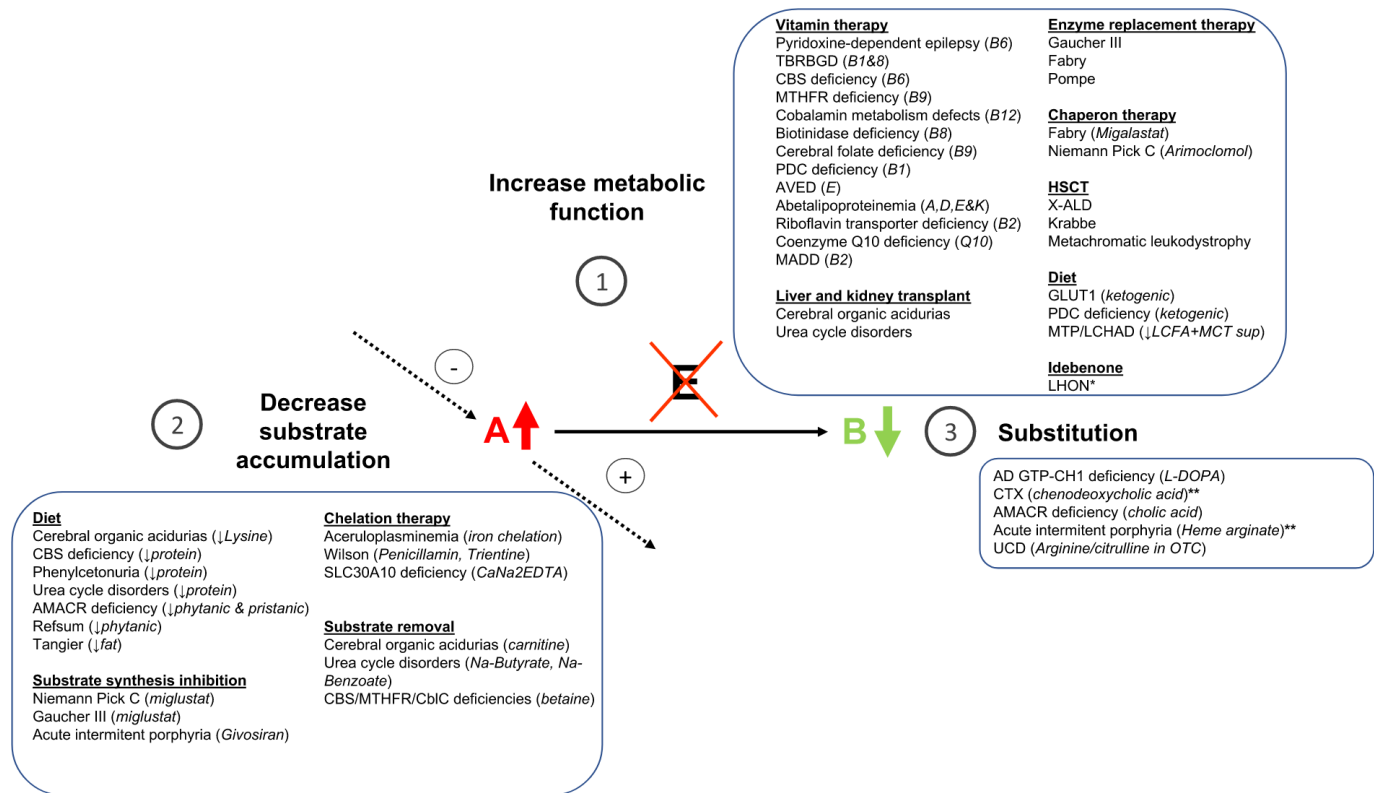 Vitamin therapy
Pyridoxine-dependent epilepsy (B6)
TBRBGD (B1&8)
CBS deficiency (B6)
MTHFR deficiency (B9)
Cobalamin metabolism defects (B12)
Biotinidase deficiency (B8)
Cerebral folate deficiency (B9)
PDC deficiency (B1)
AVED (E)
Abetalipoproteinemia (A,D,E&K)
Riboflavin transporter deficiency (B2)
Coenzyme Q10 deficiency (Q10)
MADD (B2)
Liver and kidney transplant
Cerebral organic acidurias
Urea cycle disorders
Enzyme replacement therapy
Gaucher III
Fabry
Pompe
Chaperon therapy
Fabry (Migalastat)
Niemann Pick C (Arimoclomol)
HSCT
X-ALD
Krabbe
Metachromatic leukodystrophy
Diet
GLUT1 (ketogenic)
PDC deficiency (ketogenic)
MTP/LCHAD (↓LCFA+MCT sup)
Idebenone
LHON*
Increase metabolic
function
1
-
E
2
Decrease
substrate
accumulation
A
B
3
Substitution
+
AD GTP-CH1 deficiency (L-DOPA)
CTX (chenodeoxycholic acid)**
AMACR deficiency (cholic acid)
Acute intermitent porphyria (Heme arginate)**
UCD (Arginine/citrulline in OTC)
Diet
Cerebral organic acidurias (↓Lysine)
CBS deficiency (↓protein)
Phenylcetonuria (↓protein)
Urea cycle disorders (↓protein)
AMACR deficiency (↓phytanic & pristanic)
Refsum (↓phytanic)
Tangier (↓fat)
Substrate synthesis inhibition
Niemann Pick C (miglustat)
Gaucher III (miglustat)
Acute intermitent porphyria (Givosiran)
Chelation therapy
Aceruloplasminemia (iron chelation)
Wilson (Penicillamin, Trientine)
SLC30A10 deficiency (CaNa2EDTA)
Substrate removal
Cerebral organic acidurias (carnitine)
Urea cycle disorders (Na-Butyrate, Na-
Benzoate)
CBS/MTHFR/CblC deficiencies (betaine)